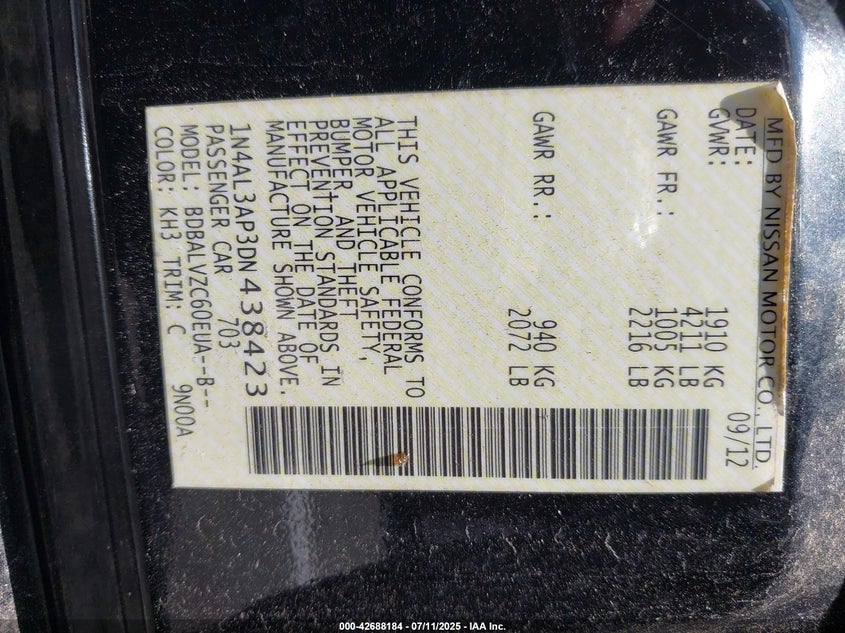 MFD BY NISSAN MOTOR CO., LTD.
DATE: 09/12
GVWR: 1910 KG
4211 LB
GAWR FR.: 1005 KG
2216 LB
GAWR RR.: 940 KG
2072 LB
THIS VEHICLE CONFORMS TO
ALL APPLICABLE FEDERAL
MOTOR VEHICLE SAFETY,
BUMPER, AND THEFT
PREVENTION STANDARDS IN
EFFECT ON THE DATE OF
MANUFACTURE SHOWN ABOVE.
1N4AL3AP3DN438423
PASSENGER CAR 703
MODEL: BDBALVZC60EUA--B--
COLOR: KH3 TRIM: C 9N00A
000-42688184 - 07/11/2025 - IAA Inc.